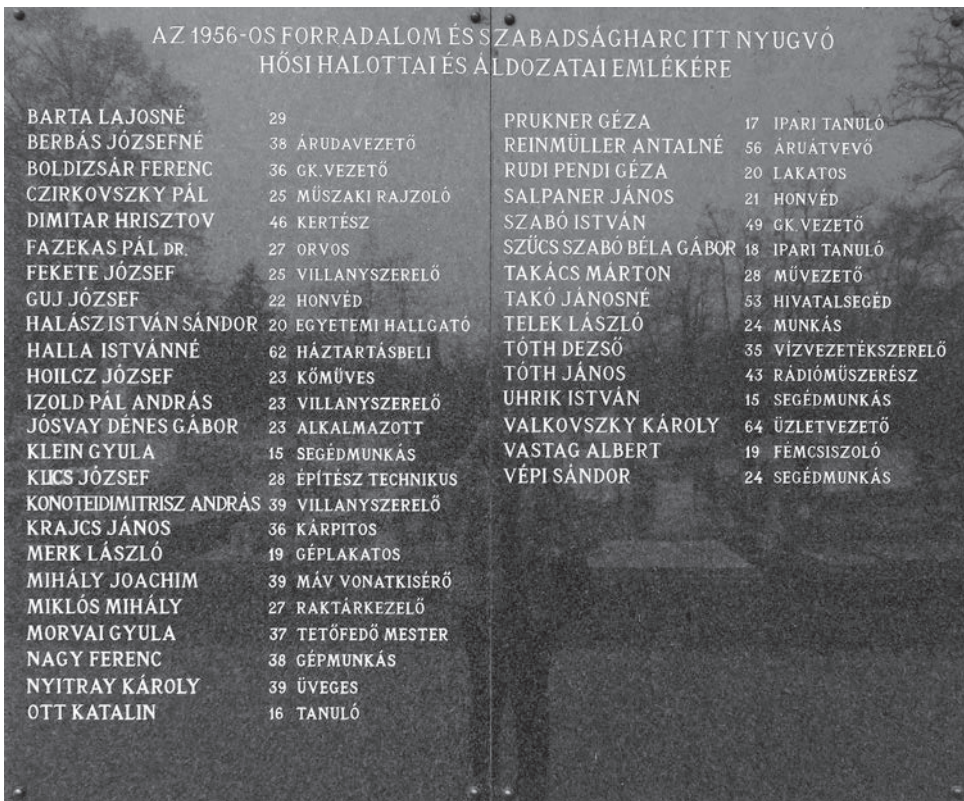 AZ 1956-OS FORRADALOM ÉS SZABADSÁGHARC ITT NYUGVÓ
HŐSI HALOTTAI ÉS ÁLDOZATAI EMLÉKÉRE
BARTA LAJOSNÉ 29
BERBÁS JÓZSEFNÉ 38 ÁRUDAVEZETŐ
BOLDIZSÁR FERENC 36 GK.VEZETŐ
CZIRKOVSZKY PÁL 25 MŰSZAKI RAJZOLÓ
DIMITAR HRISZTOV 46 KERTÉSZ
FAZEKAS PÁL DR. 27 ORVOS
FEKETE JÓZSEF 25 VILLANYSZERELŐ
GUJ JÓZSEF 22 HONVÉD
HALÁSZ ISTVÁN SÁNDOR 20 EGYETEMI HALLGATÓ
HALLA ISTVÁNNÉ 62 HÁZTARTÁSBELI
HOILCZ JÓZSEF 23 KŐMŰVES
IZOLD PÁL ANDRÁS 23 VILLANYSZERELŐ
JÓSVAY DÉNES GÁBOR 23 ALKALMAZOTT
KLEIN GYULA 15 SEGÉDMUNKÁS
KLICS JÓZSEF 28 ÉPÍTÉSZ TECHNIKUS
KONOTEIDIMITRISZ ANDRÁS 39 VILLANYSZERELŐ
KRAJCS JÁNOS 36 KÁRPITOS
MERK LÁSZLÓ 19 GÉPLAKATOS
MIHÁLY JOACHIM 39 MÁV VONATKISÉRŐ
MIKLÓS MIHÁLY 27 RAKTÁRKEZELŐ
MORVAI GYULA 37 TETŐFEDŐ MESTER
NAGY FERENC 38 GÉPMUNKÁS
NYITRAY KÁROLY 39 ÜVEGES
OTT KATALIN 16 TANULÓ
PRUKNER GÉZA 17 IPARI TANULÓ
REINMÜLLER ANTALNÉ 56 ÁRUÁTVEVŐ
RUDI PENDI GÉZA 20 LAKATOS
SALPANER JÁNOS 21 HONVÉD
SZABÓ ISTVÁN 49 GK.VEZETŐ
SZŰCS SZABÓ BÉLA GÁBOR 18 IPARI TANULÓ
TAKÁCS MÁRTON 28 MŰVEZETŐ
TAKÓ JÁNOSNÉ 53 HIVATALSEGÉD
TELEK LÁSZLÓ 24 MUNKÁS
TÓTH DEZSŐ 35 VÍZVEZETÉKSZERELŐ
TÓTH JÁNOS 43 RÁDIÓMŰSZERÉSZ
UHRIK ISTVÁN 15 SEGÉDMUNKÁS
VALKOVSZKY KÁROLY 64 ÜZLETVEZETŐ
VASTAG ALBERT 19 FÉMCSISZOLÓ
VÉPI SÁNDOR 24 SEGÉDMUNKÁS